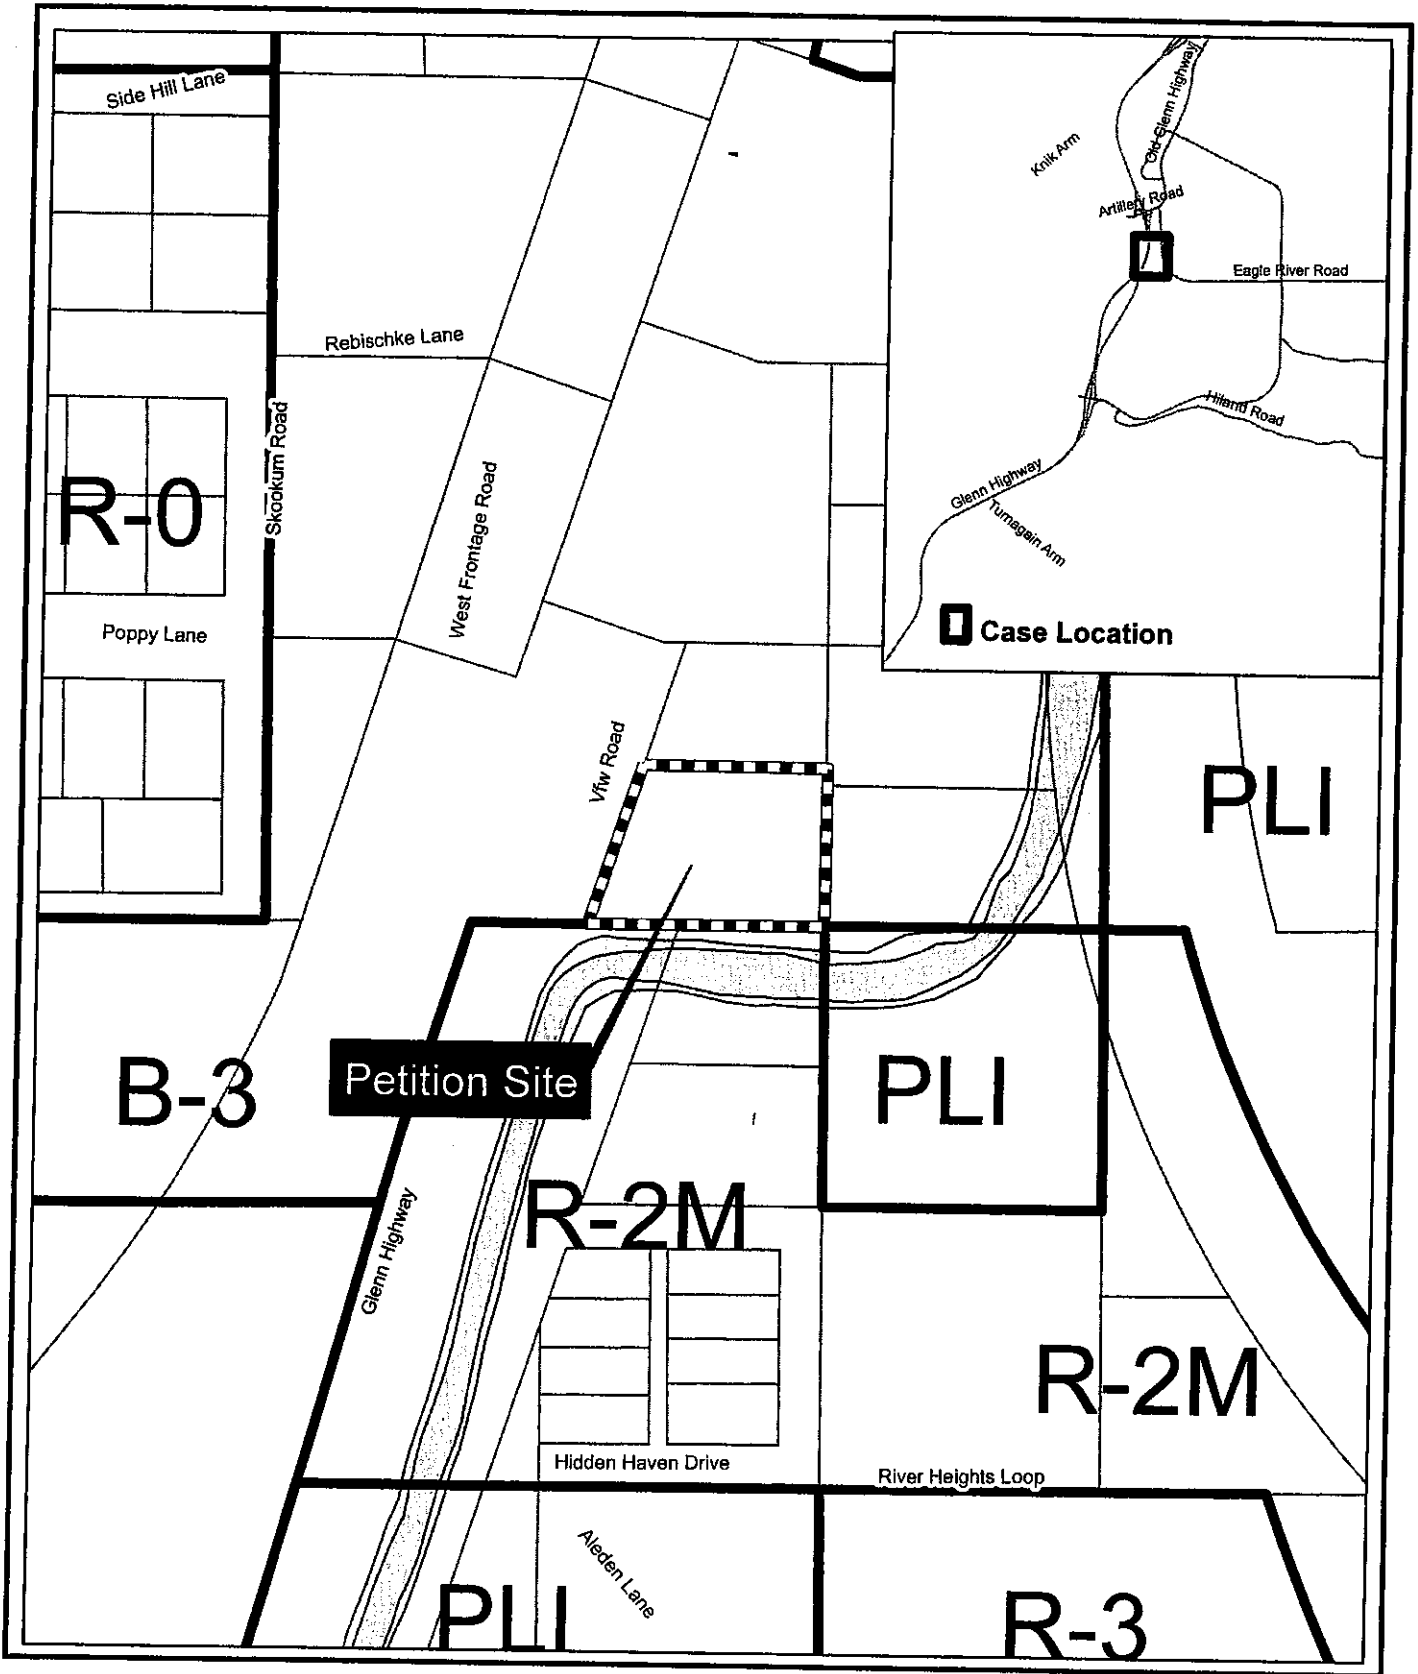 Side Hill Lane
Old Glenn Highway
Knik Arm
Artillery Road
Eagle River Road
Rebischke Lane
Hiland Road
Skookum Road
R-0
West Frontage Road
Glenn Highway
Turnagain Arm
Poppy Lane
Case Location
Vfw Road
PLI
B-3
Petition Site
PLI
R-2M
Glenn Highway
R-2M
Hidden Haven Drive
River Heights Loop
Aleden Lane
PLI
R-3